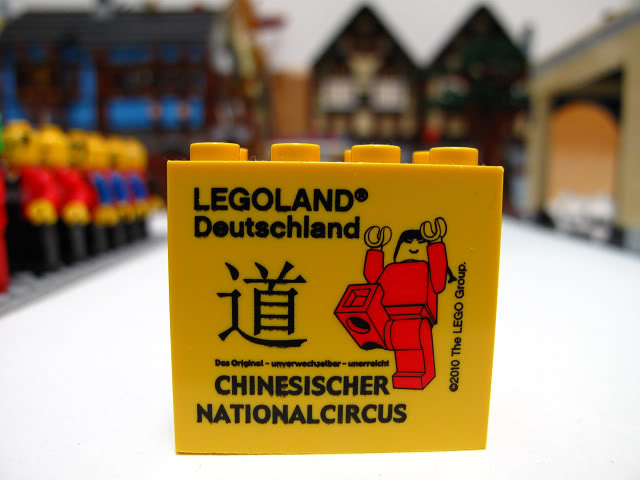 LEGOLAND®
Deutschland
道
Das Original - unverwechselbar - unerreicht
CHINESISCHER
NATIONALCIRCUS
©2010 The LEGO Group.